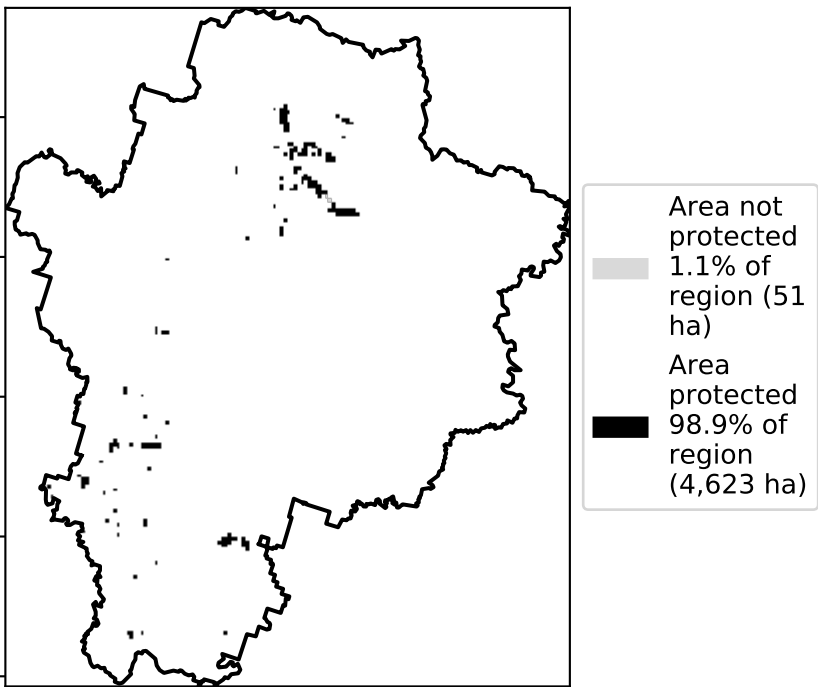 Area not
protected
1.1% of
region (51
ha)
Area
protected
98.9% of
region
(4,623 ha)